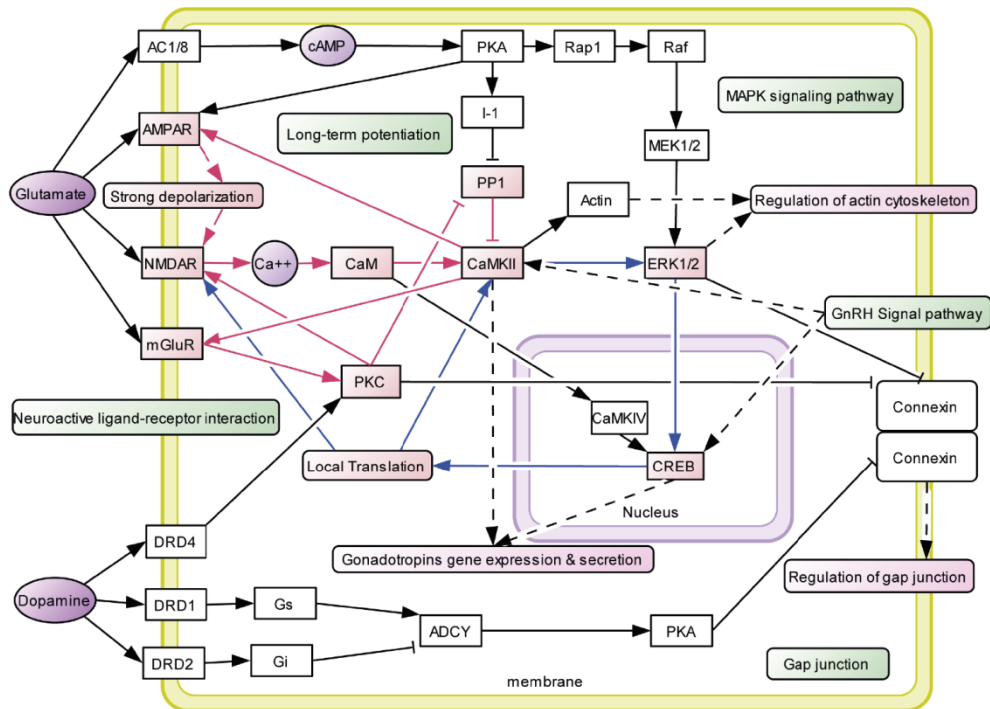 AC1/8
cAMP
PKA
Rap1
Raf
MAPK signaling pathway
I-1
AMPAR
Long-term potentiation
MEK1/2
PP1
Glutamate
Strong depolarization
Actin
Regulation of actin cytoskeleton
NMDAR
Ca++
CaM
CaMKII
ERK1/2
GnRH Signal pathway
mGluR
PKC
Neuroactive ligand-receptor interaction
CaMKIV
Connexin
Connexin
Local Translation
CREB
Nucleus
DRD4
Gonadotropins gene expression & secretion
Regulation of gap junction
Dopamine
DRD1
Gs
ADCY
PKA
DRD2
Gi
Gap junction
membrane